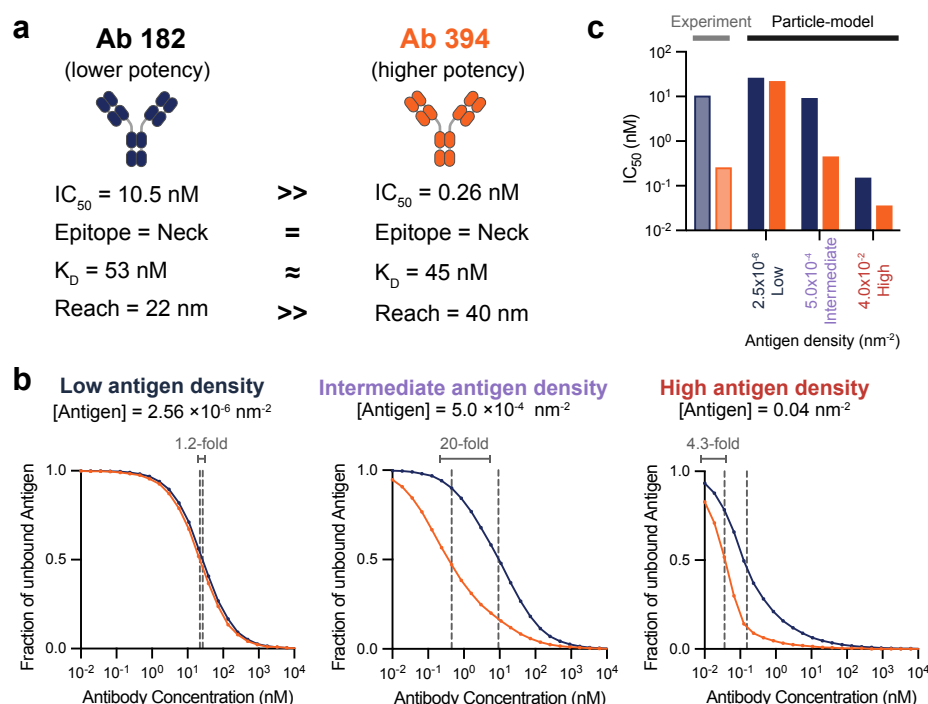 a
Ab 182
(lower potency)
Ab 394
(higher potency)
IC50 = 10.5 nM >> IC50 = 0.26 nM
Epitope = Neck = Epitope = Neck
KD = 53 nM ≈ KD = 45 nM
Reach = 22 nm >> Reach = 40 nm
c
Experiment Particle-model
IC50 (nM)
10^2
10^1
10^0
10^-1
10^-2
2.5x10^-6 Low
5.0x10^-4 Intermediate
4.0x10^-2 High
Antigen density (nm^-2)
b
Low antigen density
[Antigen] = 2.56 ×10^-6 nm^-2
1.2-fold
Fraction of unbound Antigen
1.0
0.5
0.0
10^-2 10^-1 10^0 10^1 10^2 10^3 10^4
Antibody Concentration (nM)
Intermediate antigen density
[Antigen] = 5.0 ×10^-4 nm^-2
20-fold
Fraction of unbound Antigen
1.0
0.5
0.0
10^-2 10^-1 10^0 10^1 10^2 10^3 10^4
Antibody Concentration (nM)
High antigen density
[Antigen] = 0.04 nm^-2
4.3-fold
Fraction of unbound Antigen
1.0
0.5
0.0
10^-2 10^-1 10^0 10^1 10^2 10^3 10^4
Antibody Concentration (nM)